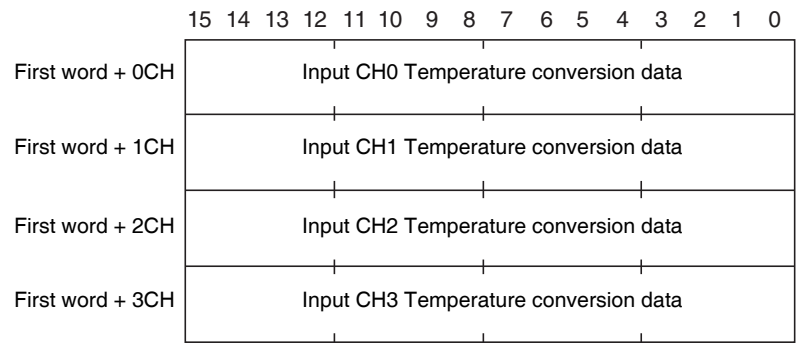 15 14 13 12 11 10 9 8 7 6 5 4 3 2 1 0
First word + 0CH Input CH0 Temperature conversion data
First word + 1CH Input CH1 Temperature conversion data
First word + 2CH Input CH2 Temperature conversion data
First word + 3CH Input CH3 Temperature conversion data